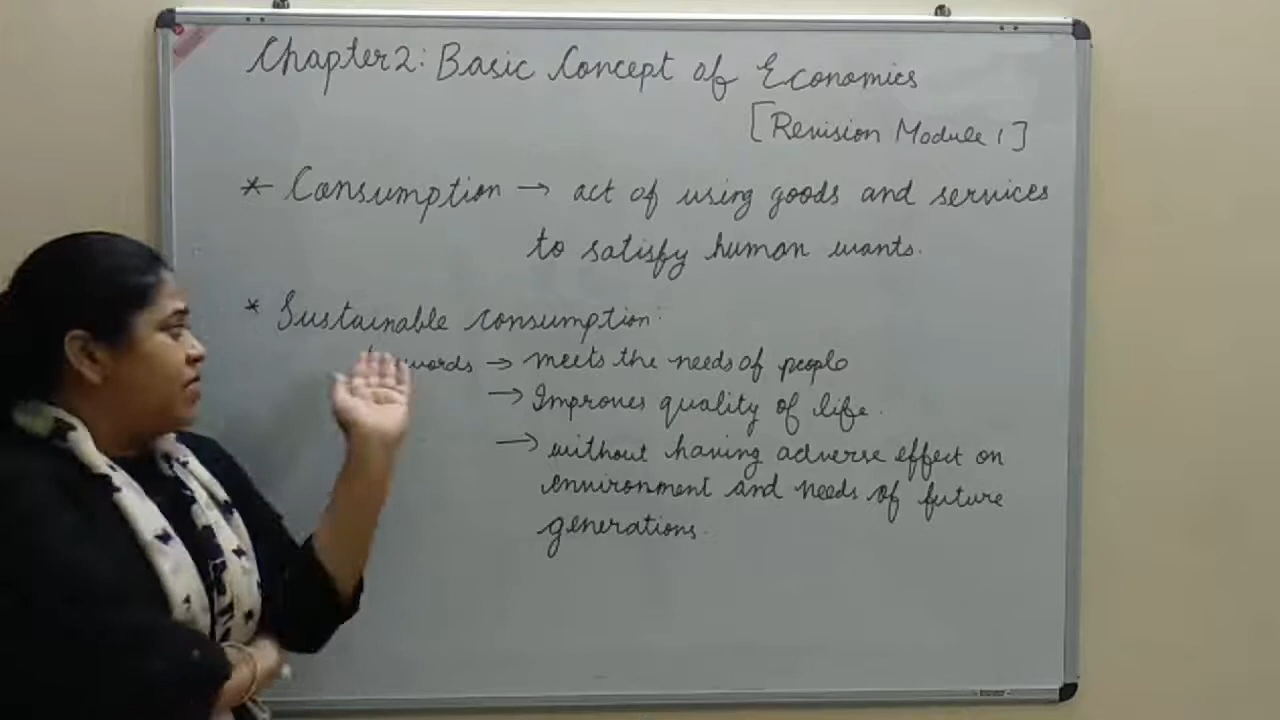 Chapter 2: Basic Concept of Economics
[Revision Module 1]
* Consumption → act of using goods and services
to satisfy human wants.
* Sustainable consumption:
words → meets the needs of people
→ Improves quality of life.
→ without having adverse effect on
environment and needs of future
generations.